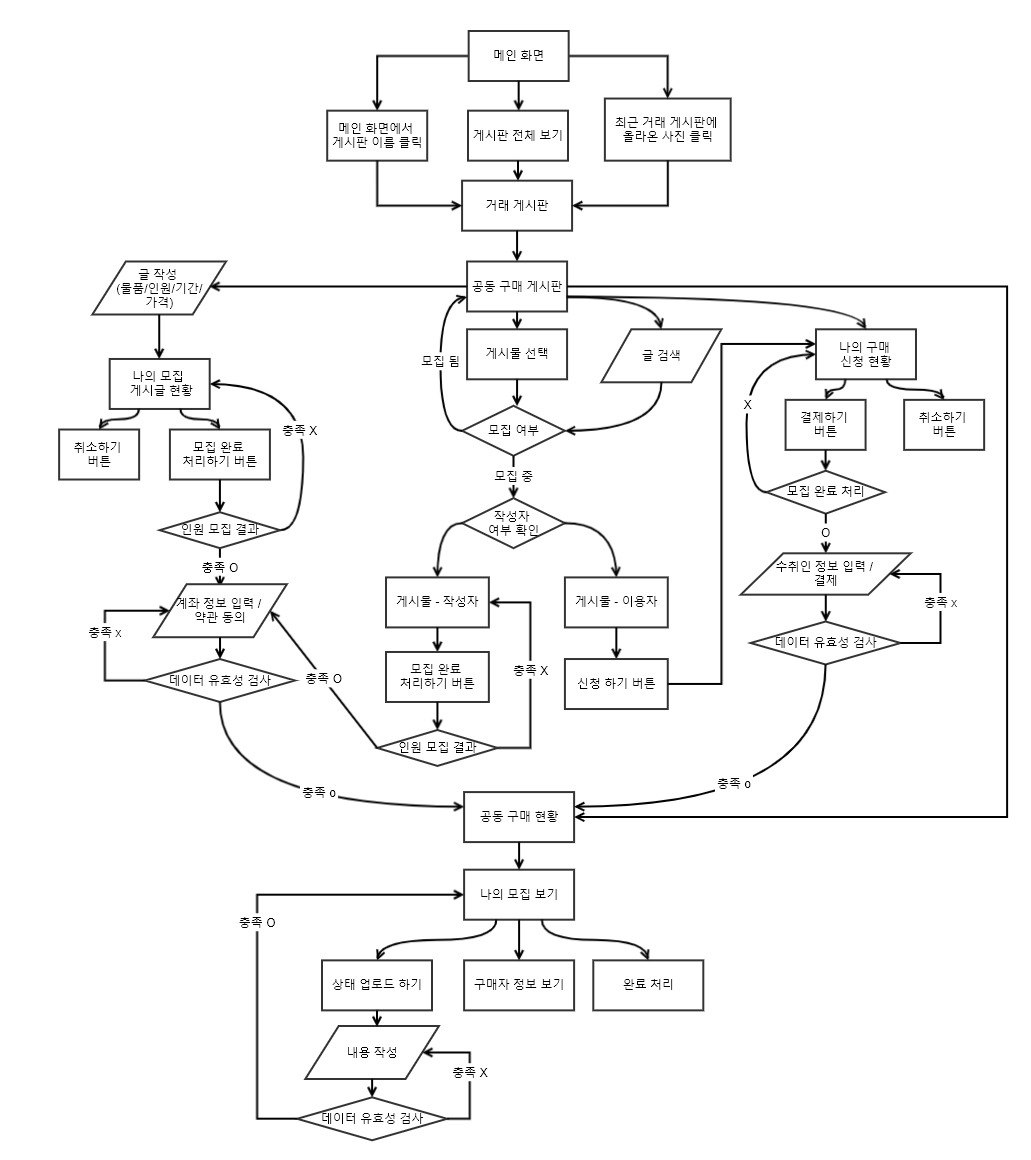 메인 화면
메인 화면에서
게시판 이름 클릭
게시판 전체 보기
최근 거래 게시판에
올라온 사진 클릭
거래 게시판
글 작성
(물품/인원/기간/
가격)
공동 구매 게시판
모집 됨
게시물 선택
글 검색
나의 구매
신청 현황
나의 모집
게시글 현황
충족 X
X
결제하기
버튼
취소하기
버튼
모집 여부
취소하기
버튼
모집 완료
처리하기 버튼
모집 중
모집 완료 처리
인원 모집 결과
작성자
여부 확인
O
충족 O
수취인 정보 입력 /
결제
계좌 정보 입력 /
약관 동의
게시물 - 작성자
게시물 - 이용자
충족 x
충족 x
데이터 유효성 검사
충족 O
모집 완료
처리하기 버튼
충족 X
신청 하기 버튼
데이터 유효성 검사
인원 모집 결과
충족 o
충족 o
공동 구매 현황
나의 모집 보기
충족 O
상태 업로드 하기
구매자 정보 보기
완료 처리
내용 작성
충족 X
데이터 유효성 검사